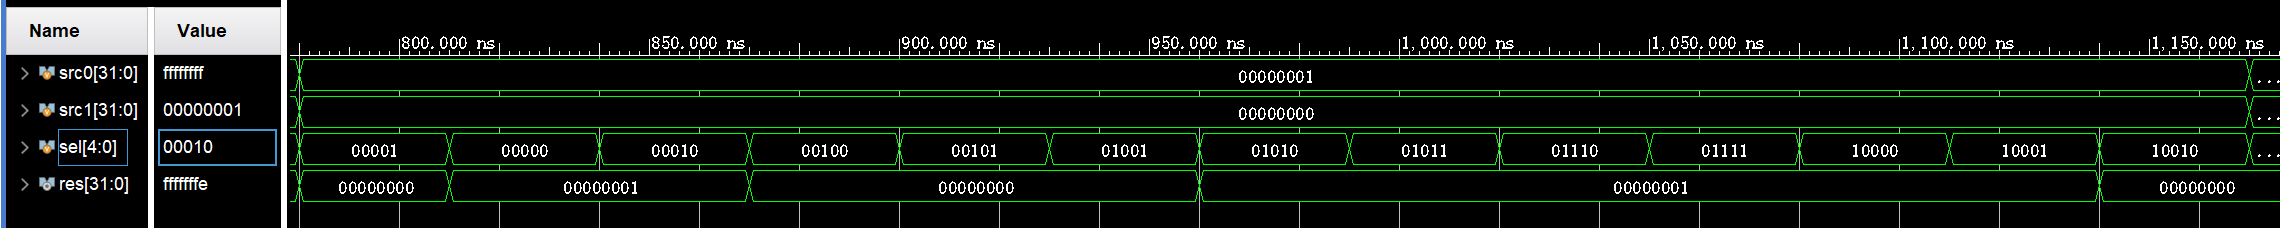 Name Value
800.000 ns 850.000 ns 900.000 ns 950.000 ns 1,000.000 ns 1,050.000 ns 1,100.000 ns 1,150.000 ns
src0[31:0] ffffffff 00000001 ...
src1[31:0] 00000001 00000000 ...
sel[4:0] 00010 00001 00000 00010 00100 00101 01001 01010 01011 01110 01111 10000 10001 10010 ...
res[31:0] fffffffe 00000000 00000001 00000000 00000001 00000000